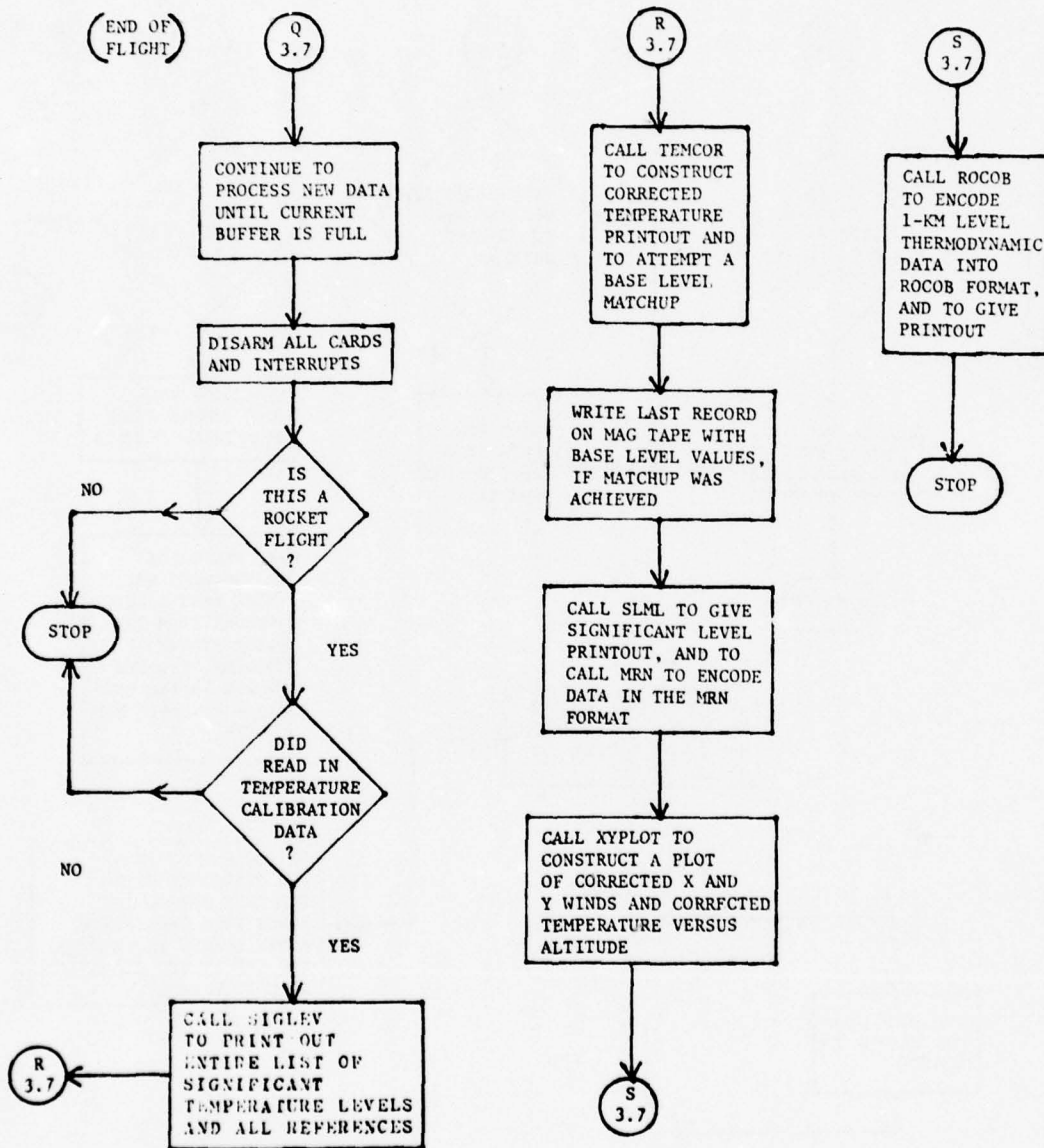 (END OF
FLIGHT)
Q
3.7
CONTINUE TO
PROCESS NEW DATA
UNTIL CURRENT
BUFFER IS FULL
DISARM ALL CARDS
AND INTERRUPTS
IS
THIS A
ROCKET
FLIGHT
?
NO
STOP
YES
DID
READ IN
TEMPERATURE
CALIBRATION
DATA
?
NO
YES
CALL SIGLEV
TO PRINT OUT
ENTIRE LIST OF
SIGNIFICANT
TEMPERATURE LEVELS
AND ALL REFERENCES
R
3.7
R
3.7
CALL TEMCOR
TO CONSTRUCT
CORRECTED
TEMPERATURE
PRINTOUT AND
TO ATTEMPT A
BASE LEVEL
MATCHUP
WRITE LAST RECORD
ON MAG TAPE WITH
BASE LEVEL VALUES,
IF MATCHUP WAS
ACHIEVED
CALL SLML TO GIVE
SIGNIFICANT LEVEL
PRINTOUT, AND TO
CALL MRN TO ENCODE
DATA IN THE MRN
FORMAT
CALL XYPLOT TO
CONSTRUCT A PLOT
OF CORRECTED X AND
Y WINDS AND CORRFCTED
TEMPERATURE VERSUS
ALTITUDE
S
3.7
S
3.7
CALL ROCOB
TO ENCODE
1-KM LEVEL
THERMODYNAMIC
DATA INTO
ROCOB FORMAT,
AND TO GIVE
PRINTOUT
STOP